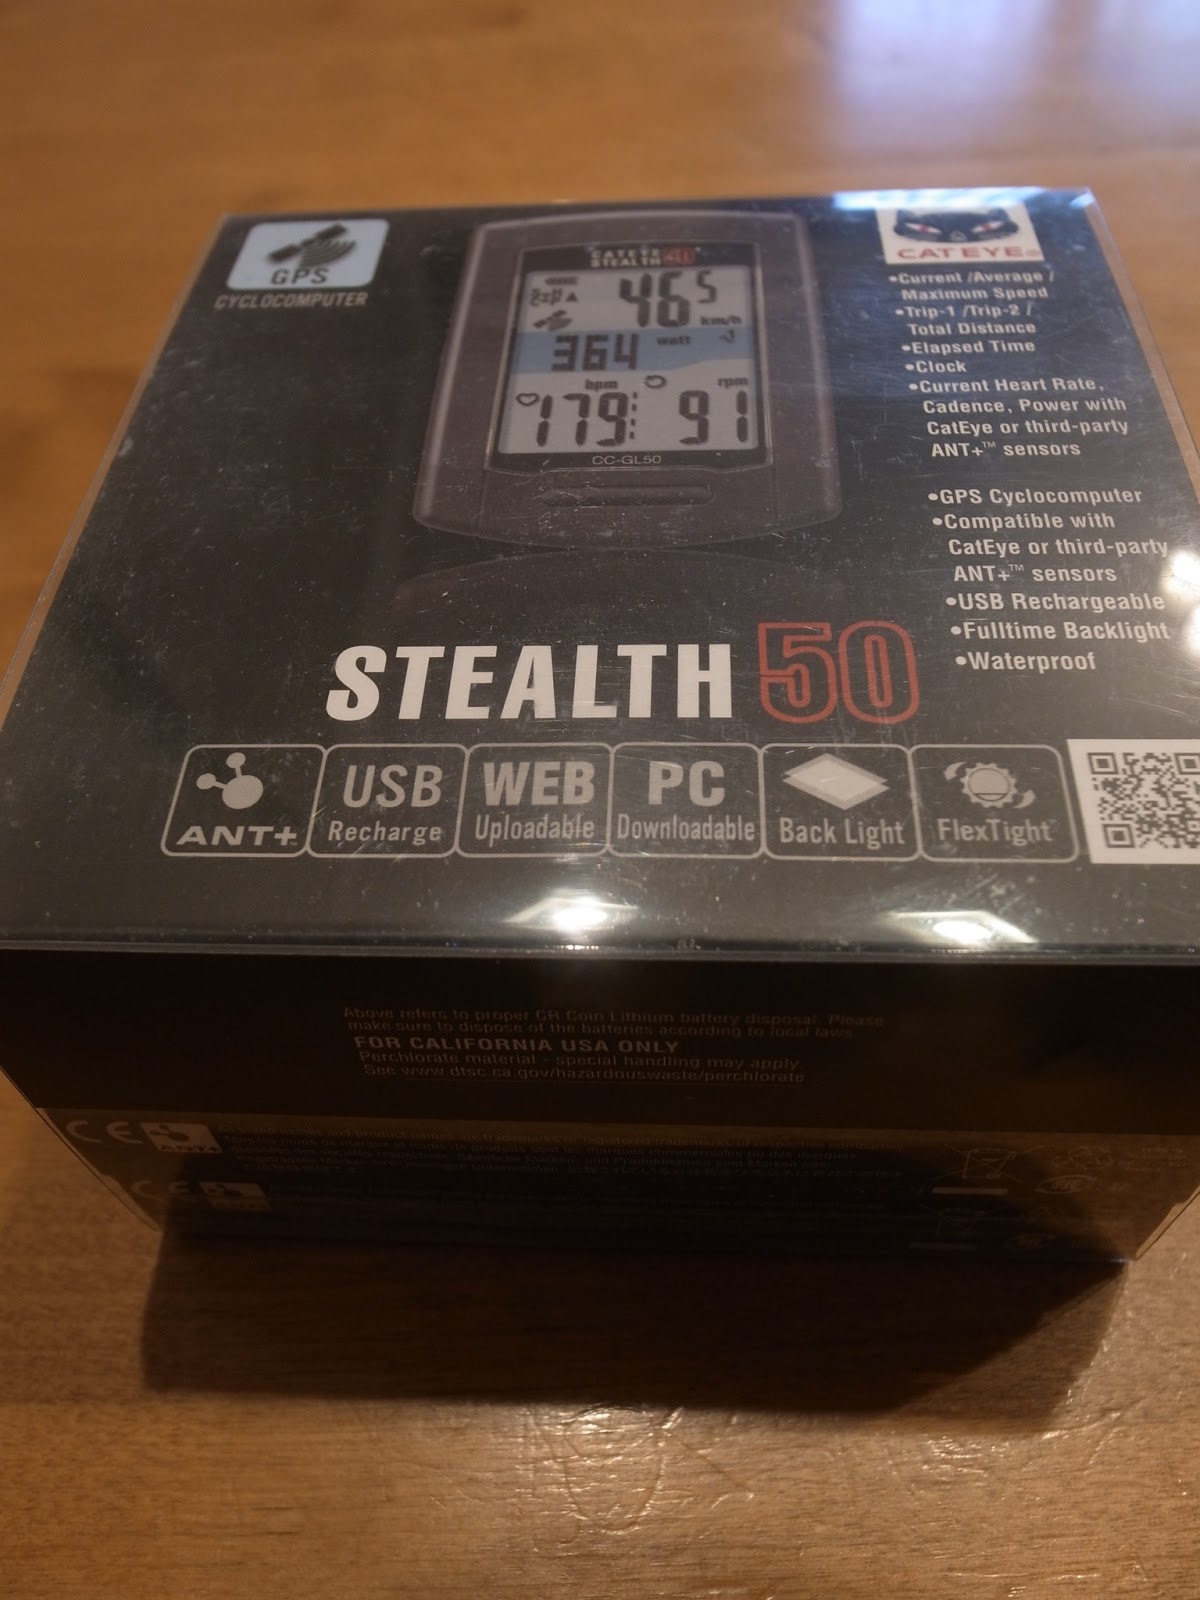 GPS
CYCLOCOMPUTER
CATEYE
STEALTH 50
46 5
km/h
364 watt
bpm rpm
179 91
CC-GL50
CAT EYE®
•Current /Average /
Maximum Speed
•Trip-1 /Trip-2 /
Total Distance
•Elapsed Time
•Clock
•Current Heart Rate,
Cadence, Power with
CatEye or third-party
ANT+™ sensors
•GPS Cyclocomputer
•Compatible with
CatEye or third-party
ANT+™ sensors
•USB Rechargeable
•Fulltime Backlight
•Waterproof
STEALTH 50
ANT+
USB
Recharge
WEB
Uploadable
PC
Downloadable
Back Light
FlexTight™
Above refers to proper CR Coin Lithium battery disposal. Please
make sure to dispose of the batteries according to local laws.
FOR CALIFORNIA USA ONLY
Perchlorate material - special handling may apply.
See www.dtsc.ca.gov/hazardouswaste/perchlorate
CE